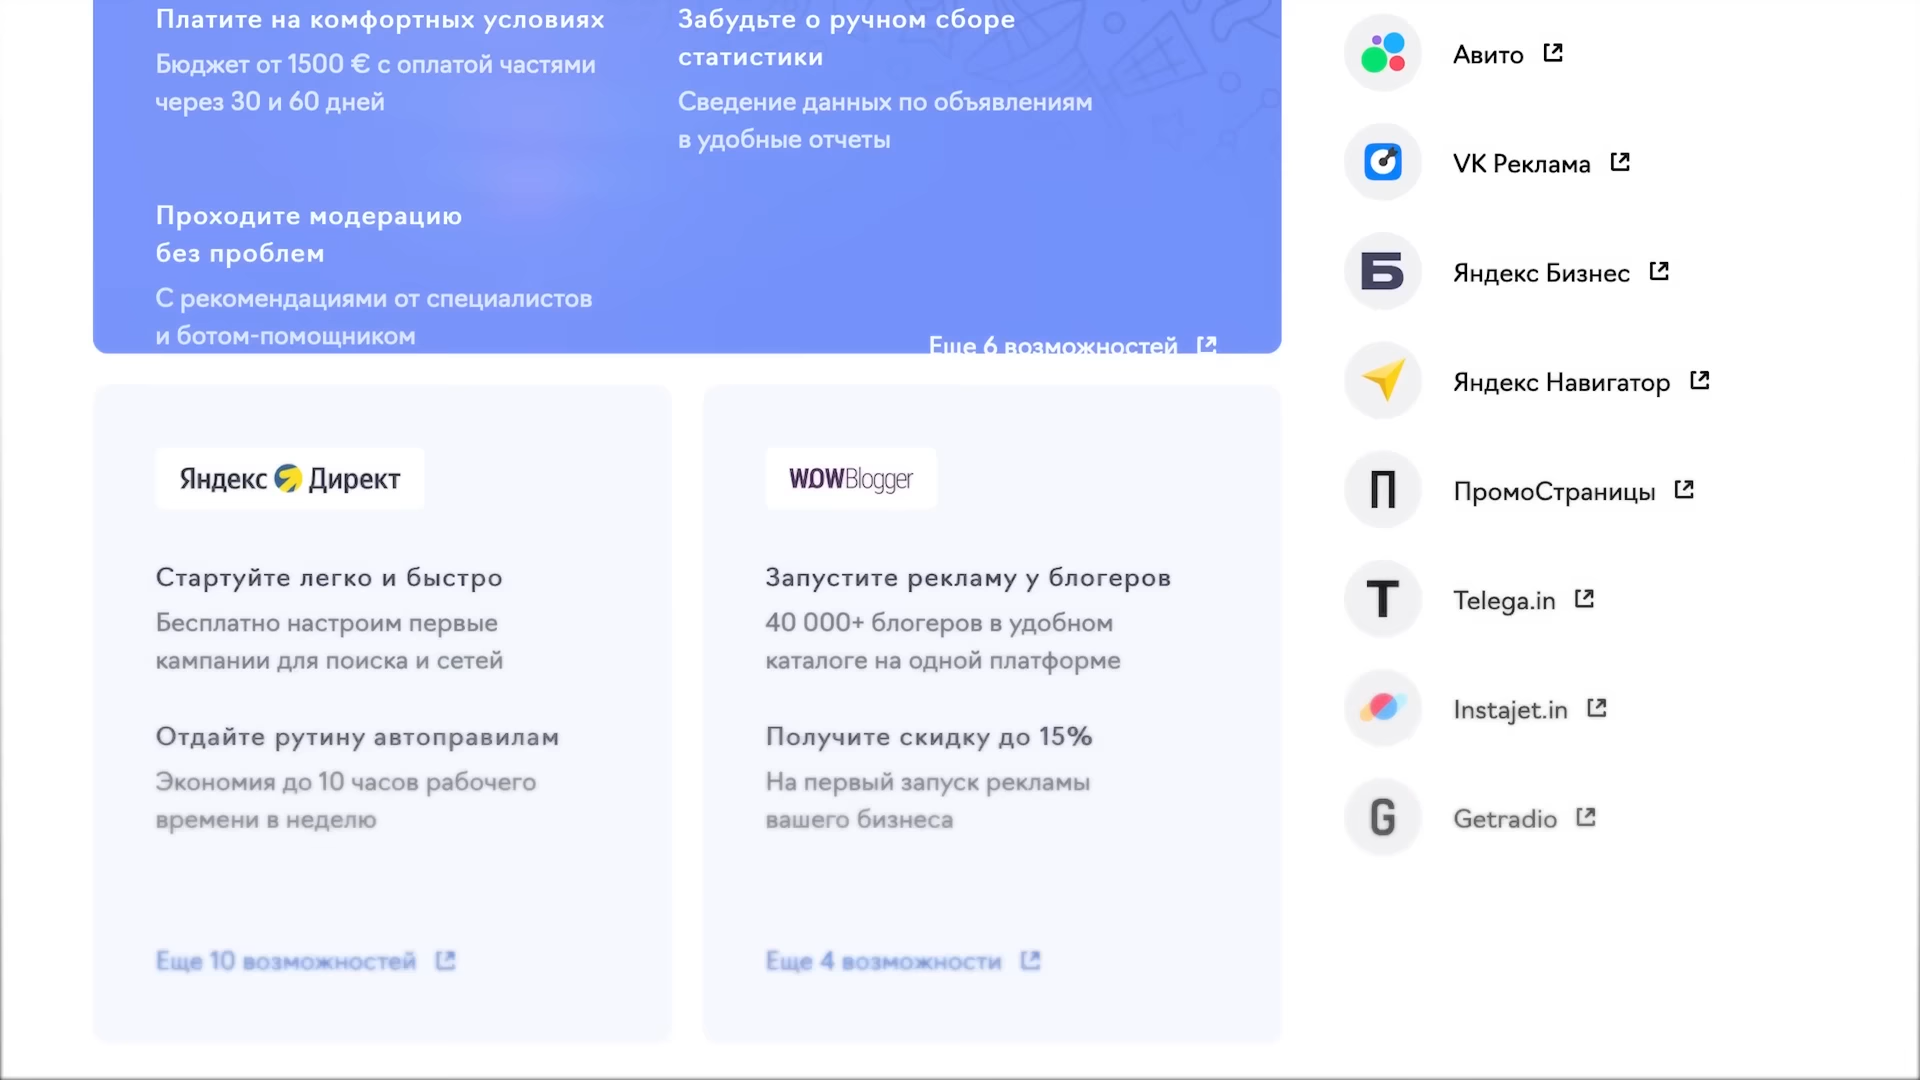 Платите на комфортных условиях
Бюджет от 1500 € с оплатой частями
через 30 и 60 дней
Забудьте о ручном сборе
статистики
Сведение данных по объявлениям
в удобные отчеты
Проходите модерацию
без проблем
С рекомендациями от специалистов
и ботом-помощником
Еще 6 возможностей
Яндекс Директ
Стартуйте легко и быстро
Бесплатно настроим первые
кампании для поиска и сетей
Отдайте рутину автоправилам
Экономия до 10 часов рабочего
времени в неделю
Еще 10 возможностей
WOWBlogger
Запустите рекламу у блогеров
40 000+ блогеров в удобном
каталоге на одной платформе
Получите скидку до 15%
На первый запуск рекламы
вашего бизнеса
Еще 4 возможности
Авито
VK Реклама
Б
Яндекс Бизнес
Яндекс Навигатор
П
ПромоСтраницы
T
Telega.in
Instajet.in
G
Getradio